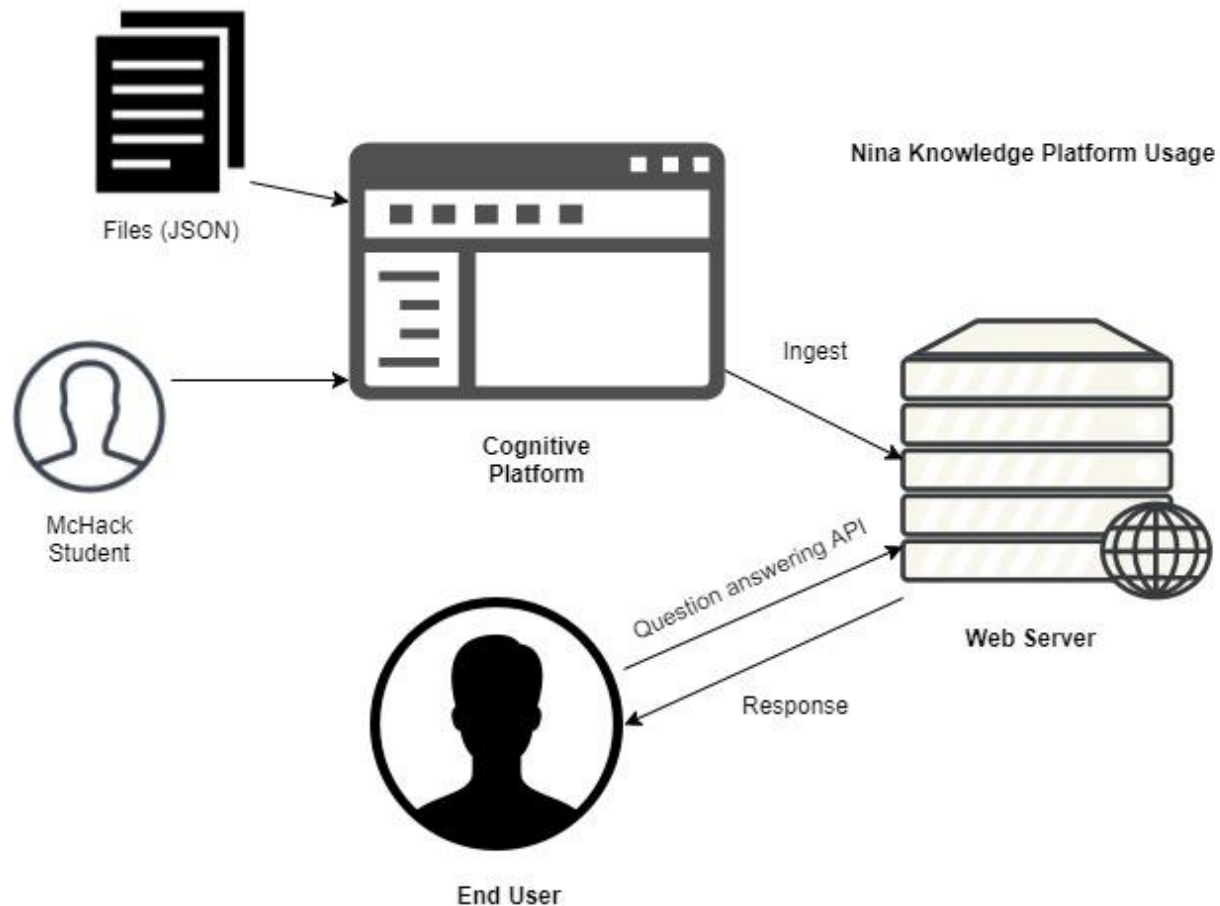 Nina Knowledge Platform Usage
Files (JSON)
Ingest
Cognitive
Platform
McHack
Student
Question answering API
Web Server
Response
End User